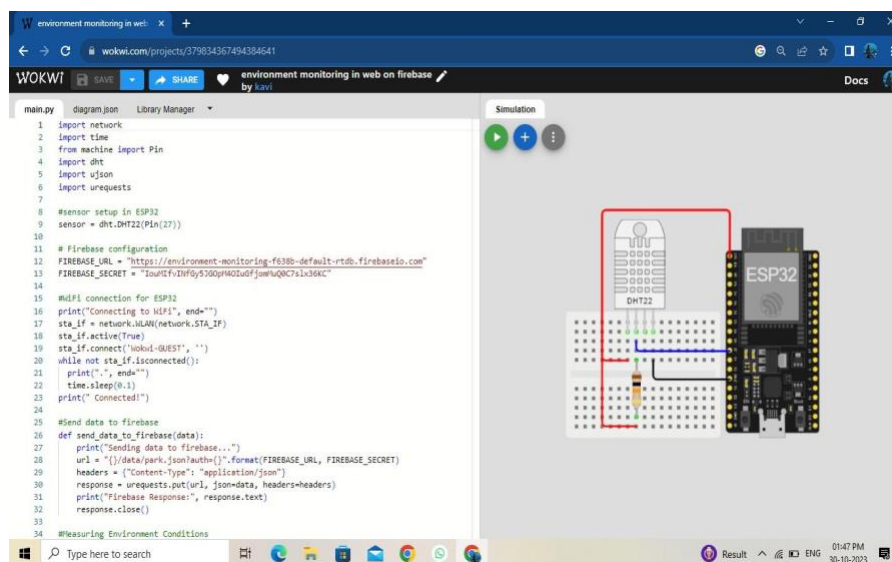 environment monitoring in web
wokwi.com/projects/379834367494384641
WOKWI
SAVE
SHARE
environment monitoring in web on firebase
by kavi
Docs
main.py
diagram.json
Library Manager
Simulation
1 import network
2 import time
3 from machine import Pin
4 import dht
5 import ujson
6 import urequests
7
8 #sensor setup in ESP32
9 sensor = dht.DHT22(Pin(27))
10
11 # Firebase configuration
12 FIREBASE_URL = "https://environment-monitoring-f638b-default-rtdb.firebaseio.com"
13 FIREBASE_SECRET =
14
15 #WiFi connection for ESP32
16 print("Connecting to WiFi", end="")
17 sta_if = network.WLAN(network.STA_IF)
18 sta_if.active(True)
19 sta_if.connect('Wokwi-GUEST', '')
20 while not sta_if.isconnected():
21 print(".", end="")
22 time.sleep(0.1)
23 print(" Connected!")
24
25 #Send data to firebase
26 def send_data_to_firebase(data):
27 print("Sending data to firebase...")
28 url = "{}/data/park.json?auth={}".format(FIREBASE_URL, FIREBASE_SECRET)
29 headers = {"Content-Type": "application/json"}
30 response = urequests.put(url, json=data, headers=headers)
31 print("Firebase Response:", response.text)
32 response.close()
33
34 #Measuring Environment Conditions
DHT22
ESP32
Type here to search
Result
ENG
01:47 PM
30-10-2023